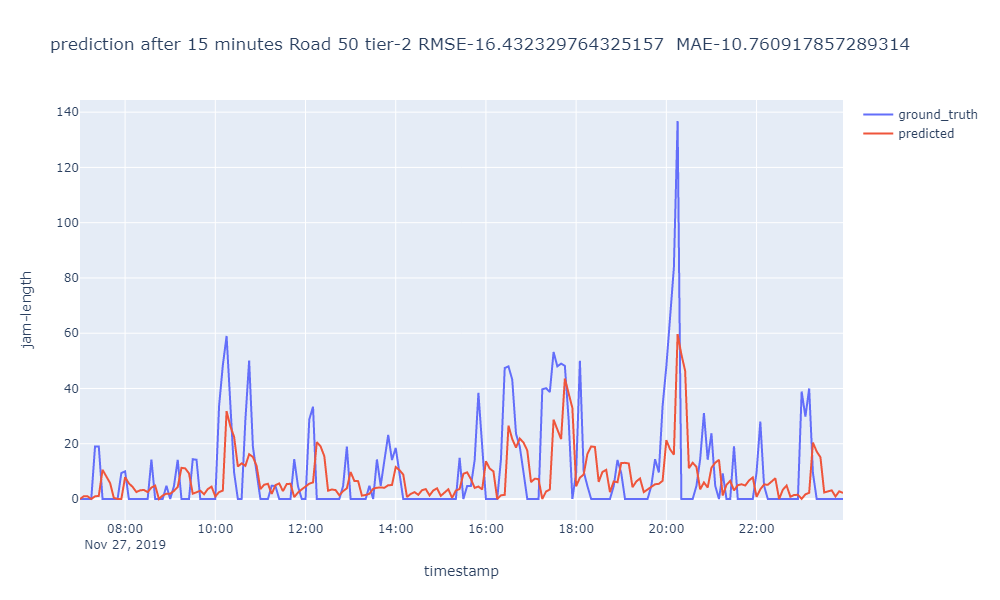 prediction after 15 minutes Road 50 tier-2 RMSE-16.432329764325157 MAE-10.760917857289314
ground_truth
predicted
jam-length
140
120
100
80
60
40
20
0
08:00 10:00 12:00 14:00 16:00 18:00 20:00 22:00
Nov 27, 2019
timestamp